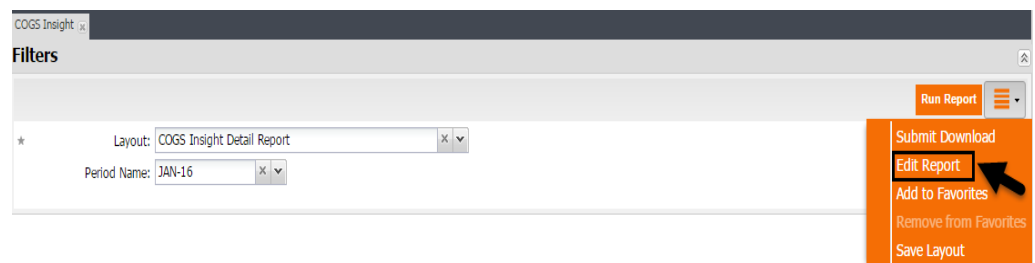 COGS Insight
Filters
Run Report
Layout: COGS Insight Detail Report
Period Name: JAN-16
Submit Download
Edit Report
Add to Favorites
Remove from Favorites
Save Layout